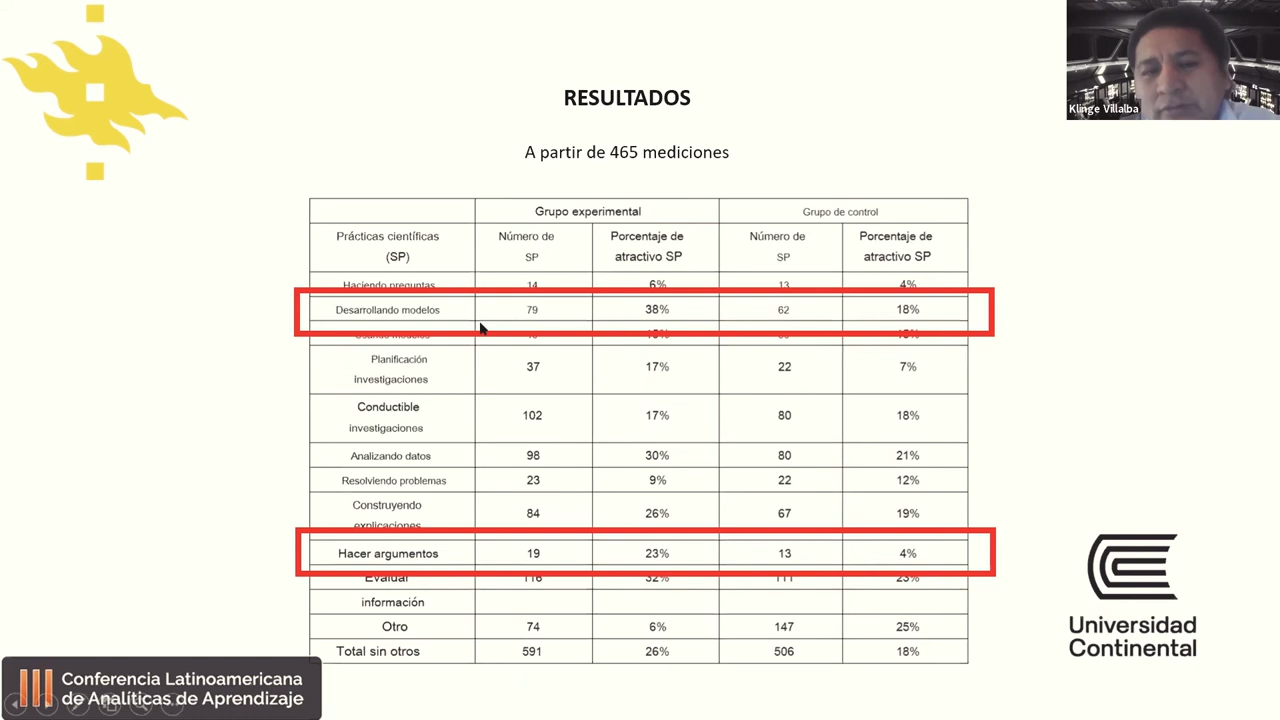 Klinge Villalba
RESULTADOS
A partir de 465 mediciones
Grupo experimental Grupo de control
Prácticas científicas (SP) Número de SP Porcentaje de atractivo SP Número de SP Porcentaje de atractivo SP
Haciendo preguntas 14 6% 13 4%
Desarrollando modelos 79 38% 62 18%
Planificación investigaciones 37 17% 22 7%
Conductible investigaciones 102 17% 80 18%
Analizando datos 98 30% 80 21%
Resolviendo problemas 23 9% 22 12%
Construyendo explicaciones 84 26% 67 19%
Hacer argumentos 19 23% 13 4%
Evaluar 116 32% 111 23%
información
Otro 74 6% 147 25%
Total sin otros 591 26% 506 18%
Universidad
Continental
III Conferencia Latinoamericana
de Analíticas de Aprendizaje